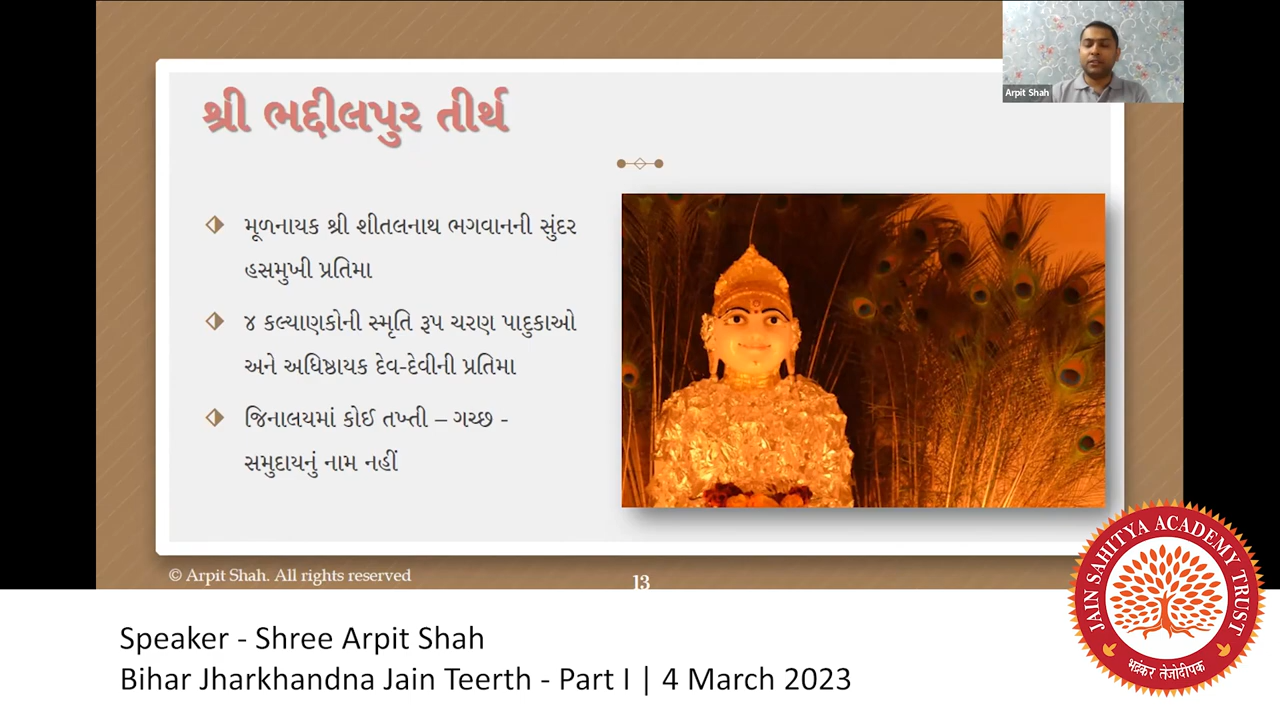 Arpit Shah
શ્રી ભદ્દીલપુર તીર્થ
મૂળનાયક શ્રી શીતલનાથ ભગવાનની સુંદર
હસમુખી પ્રતિમા
૪ કલ્યાણકોની સ્મૃતિ રૂપ ચરણ પાદુકાઓ
અને અધિષ્ઠાયક દેવ-દેવીની પ્રતિમા
જિનાલયમાં કોઈ તખ્તી – ગચ્છ -
સમુદાયનું નામ નહીં
© Arpit Shah. All rights reserved
13
JAIN SAHITYA ACADEMY TRUST
भद्रंकर तेजोदीपक
Speaker - Shree Arpit Shah
Bihar Jharkhandna Jain Teerth - Part I | 4 March 2023